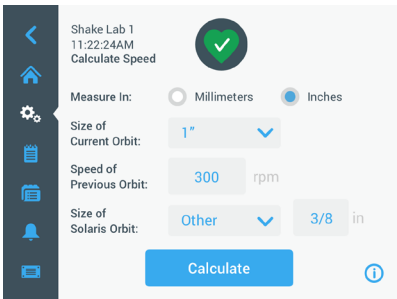 Shake Lab 1
11:22:24AM
Calculate Speed
Measure In: Millimeters Inches
Size of
Current Orbit: 1”
Speed of
Previous Orbit: 300 rpm
Size of
Solaris Orbit: Other 3/8 in
Calculate
i